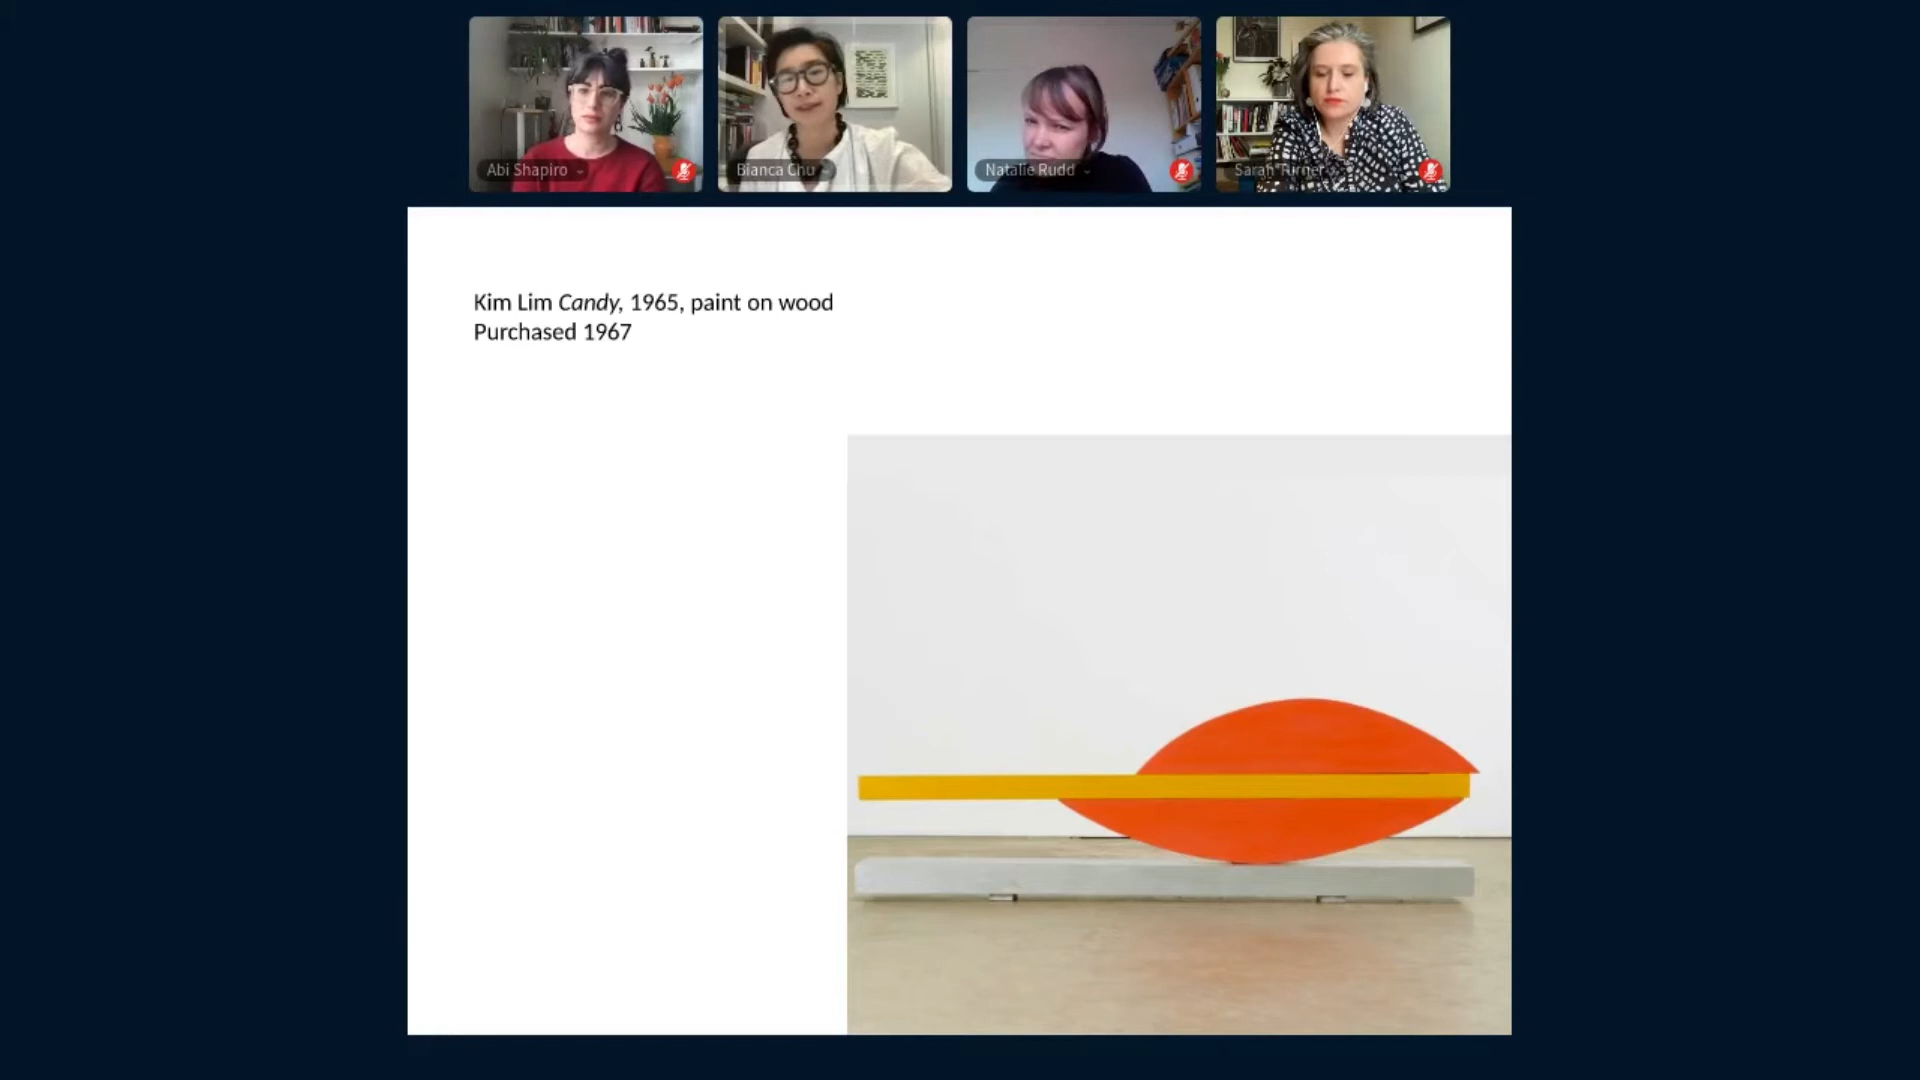 Abi Shapiro
Bianca Chu
Natalie Rudd
Sarah Turner
Kim Lim Candy, 1965, paint on wood
Purchased 1967